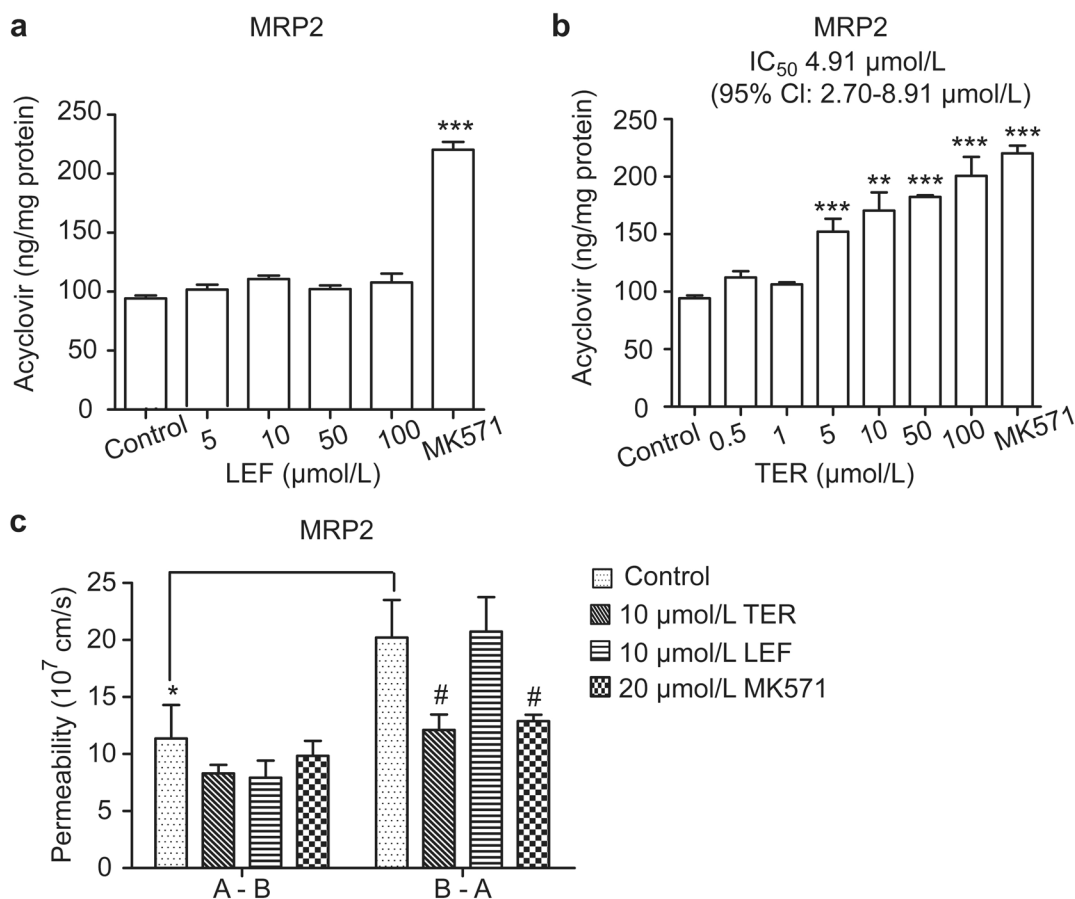 a
MRP2
Acyclovir (ng/mg protein)
250
200
150
100
50
0
***
Control 5 10 50 100 MK571
LEF (µmol/L)
b
MRP2
IC50 4.91 µmol/L
(95% CI: 2.70-8.91 µmol/L)
Acyclovir (ng/mg protein)
250
200
150
100
50
0
*** ** *** *** ***
Control 0.5 1 5 10 50 100 MK571
TER (µmol/L)
c
MRP2
Permeability (10^7 cm/s)
25
20
15
10
5
0
* # #
A - B B - A
Control
10 µmol/L TER
10 µmol/L LEF
20 µmol/L MK571